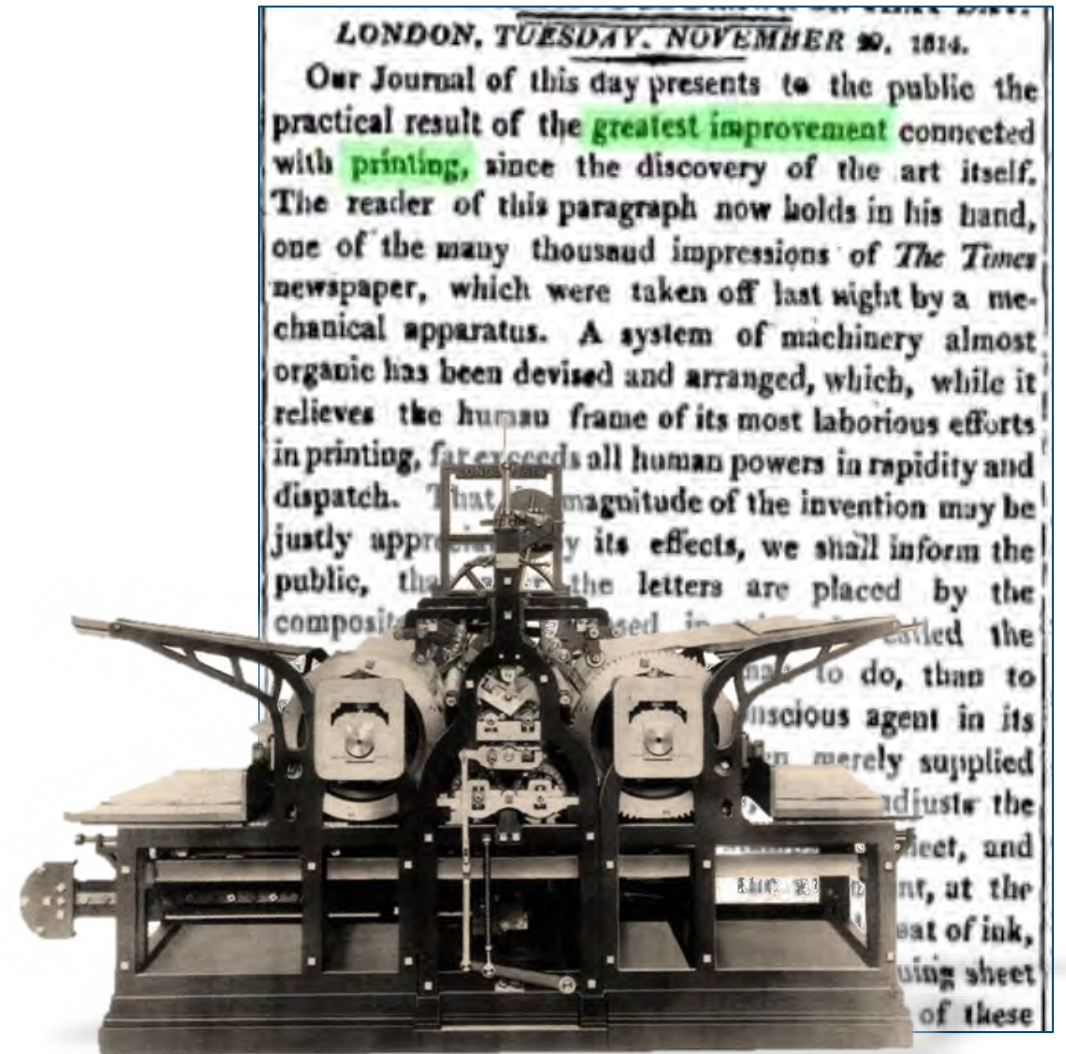 LONDON, TUESDAY, NOVEMBER 29, 1814.
Our Journal of this day presents to the public the
practical result of the greatest improvement connected
with printing, since the discovery of the art itself.
The reader of this paragraph now holds in his hand,
one of the many thousand impressions of The Times
newspaper, which were taken off last night by a me-
chanical apparatus. A system of machinery almost
organic has been devised and arranged, which, while it
relieves the human frame of its most laborious efforts
in printing, far exceeds all human powers in rapidity and
dispatch. That magnitude of the invention may be
justly its effects, we shall inform the
public, the letters are placed by the
called the
to do, than to
agent in its
merely supplied
adjusts the
and
at the
of ink,
sheet
of these